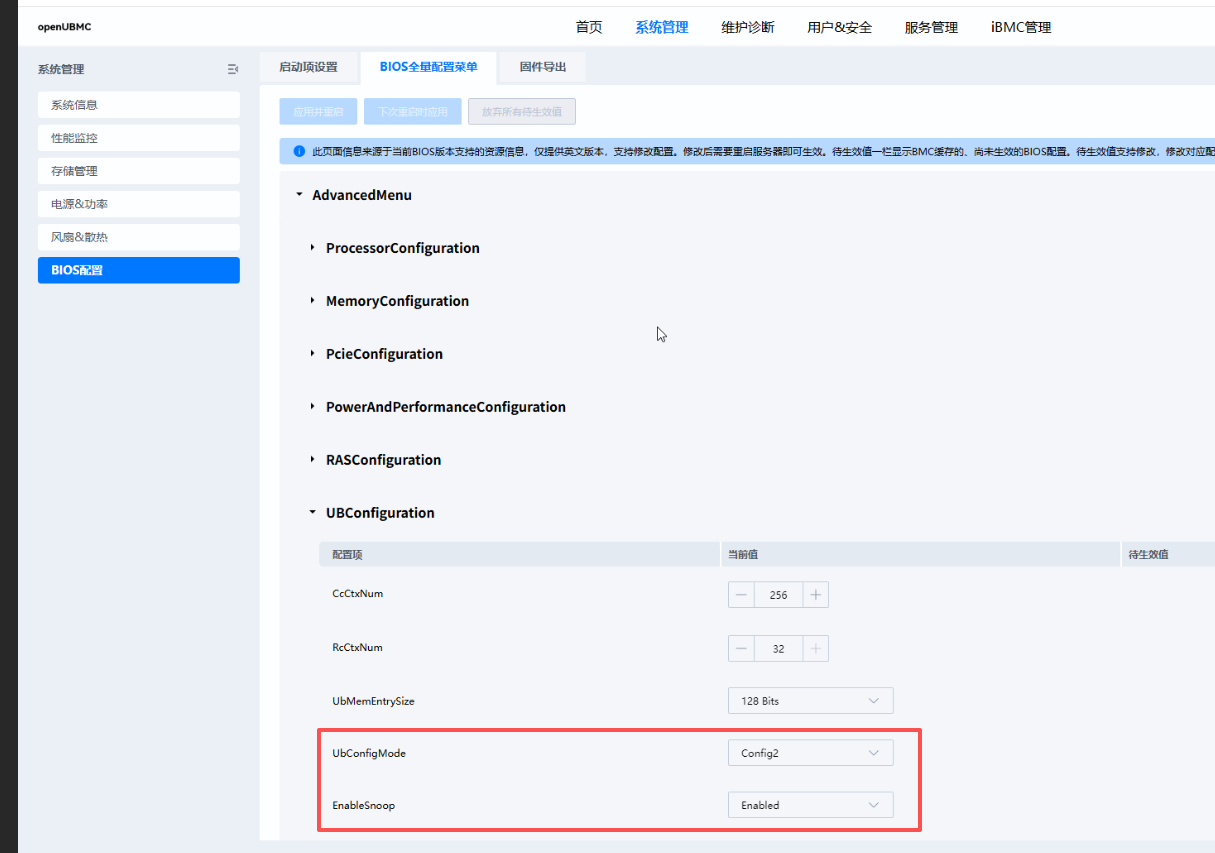 openUBMC
首页 系统管理 维护诊断 用户&安全 服务管理 iBMC管理
系统管理
系统信息
性能监控
存储管理
电源&功率
风扇&散热
BIOS配置
启动项设置 BIOS全量配置菜单 固件导出
应用并重启 下次重启时应用 放弃所有待生效值
此页面信息来源于当前BIOS版本支持的资源信息，仅提供英文版本，支持修改配置。修改后需要重启服务器即可生效。待生效值一栏显示BMC缓存的、尚未生效的BIOS配置。待生效值支持修改，修改对应配
AdvancedMenu
ProcessorConfiguration
MemoryConfiguration
PcieConfiguration
PowerAndPerformanceConfiguration
RASConfiguration
UBConfiguration
配置项 当前值 待生效值
CcCtxNum 256
RcCtxNum 32
UbMemEntrySize 128 Bits
UbConfigMode Config2
EnableSnoop Enabled